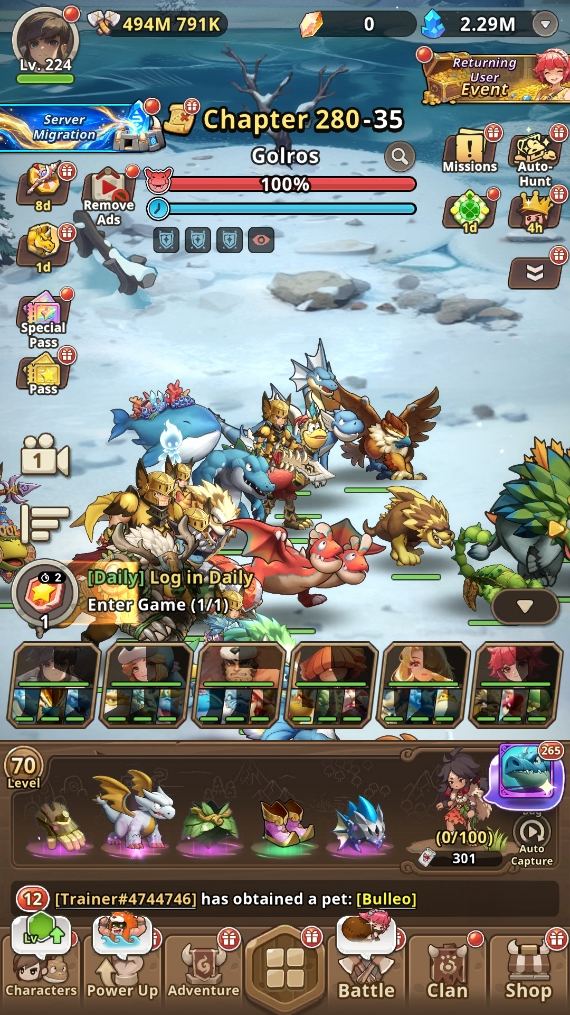 494M 791K
0
2.29M
Lv. 224
Returning
User
Event
Server
Migration
Chapter 280-35
Golros
100%
Missions
Auto-
Hunt
8d
Remove
Ads
1d
4h
1d
Special
Pass
Pass
1
2
[Daily] Log in Daily
Enter Game (1/1)
1
70
Level
265
Bag
(0/100)
301
Auto
Capture
12
[Trainer#4744746] has obtained a pet: [Bulleo]
Lv
Characters
Power Up
Adventure
Battle
Clan
Shop